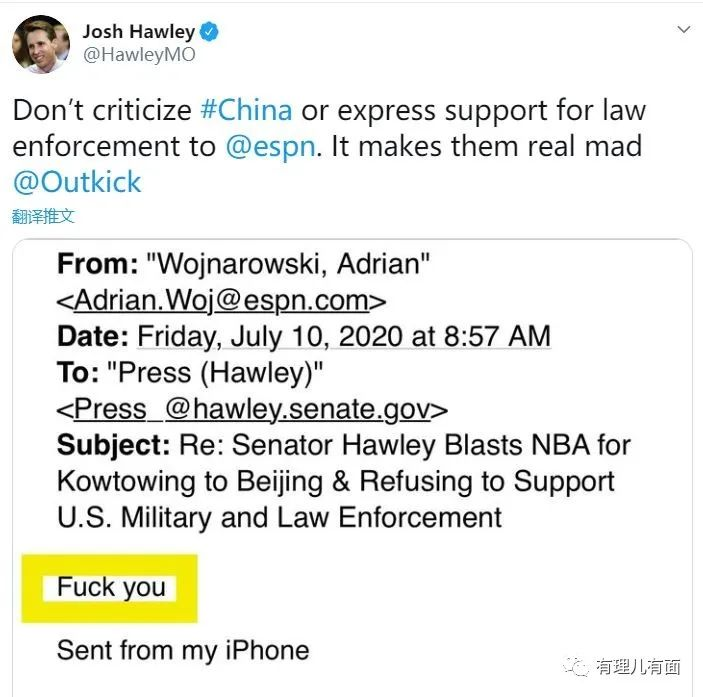 Josh Hawley
@HawleyMO
Don't criticize #China or express support for law
enforcement to @espn. It makes them real mad
@Outkick
翻译推文
From: "Wojnarowski, Adrian"
<Adrian.Woj@espn.com>
Date: Friday, July 10, 2020 at 8:57 AM
To: "Press (Hawley)"
<Press_@hawley.senate.gov>
Subject: Re: Senator Hawley Blasts NBA for
Kowtowing to Beijing & Refusing to Support
U.S. Military and Law Enforcement
Fuck you
Sent from my iPhone
有理儿有面